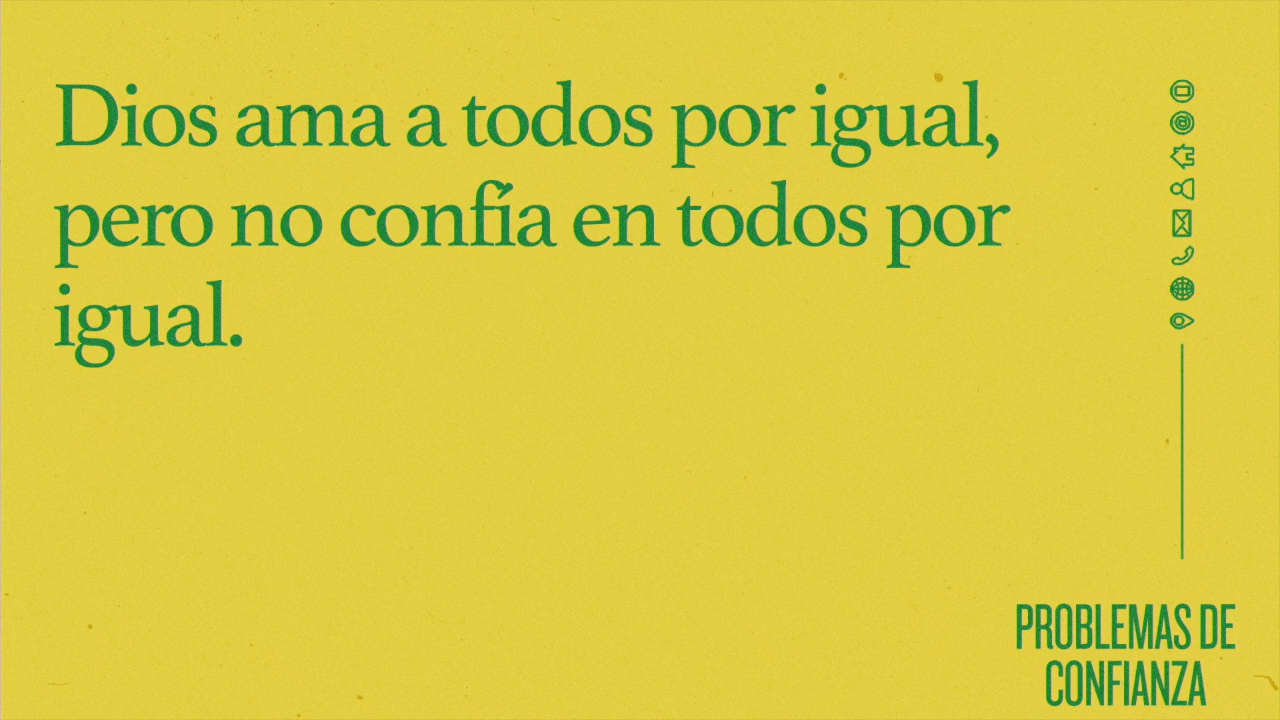 Dios ama a todos por igual,
pero no confía en todos por
igual.
PROBLEMAS DE
CONFIANZA